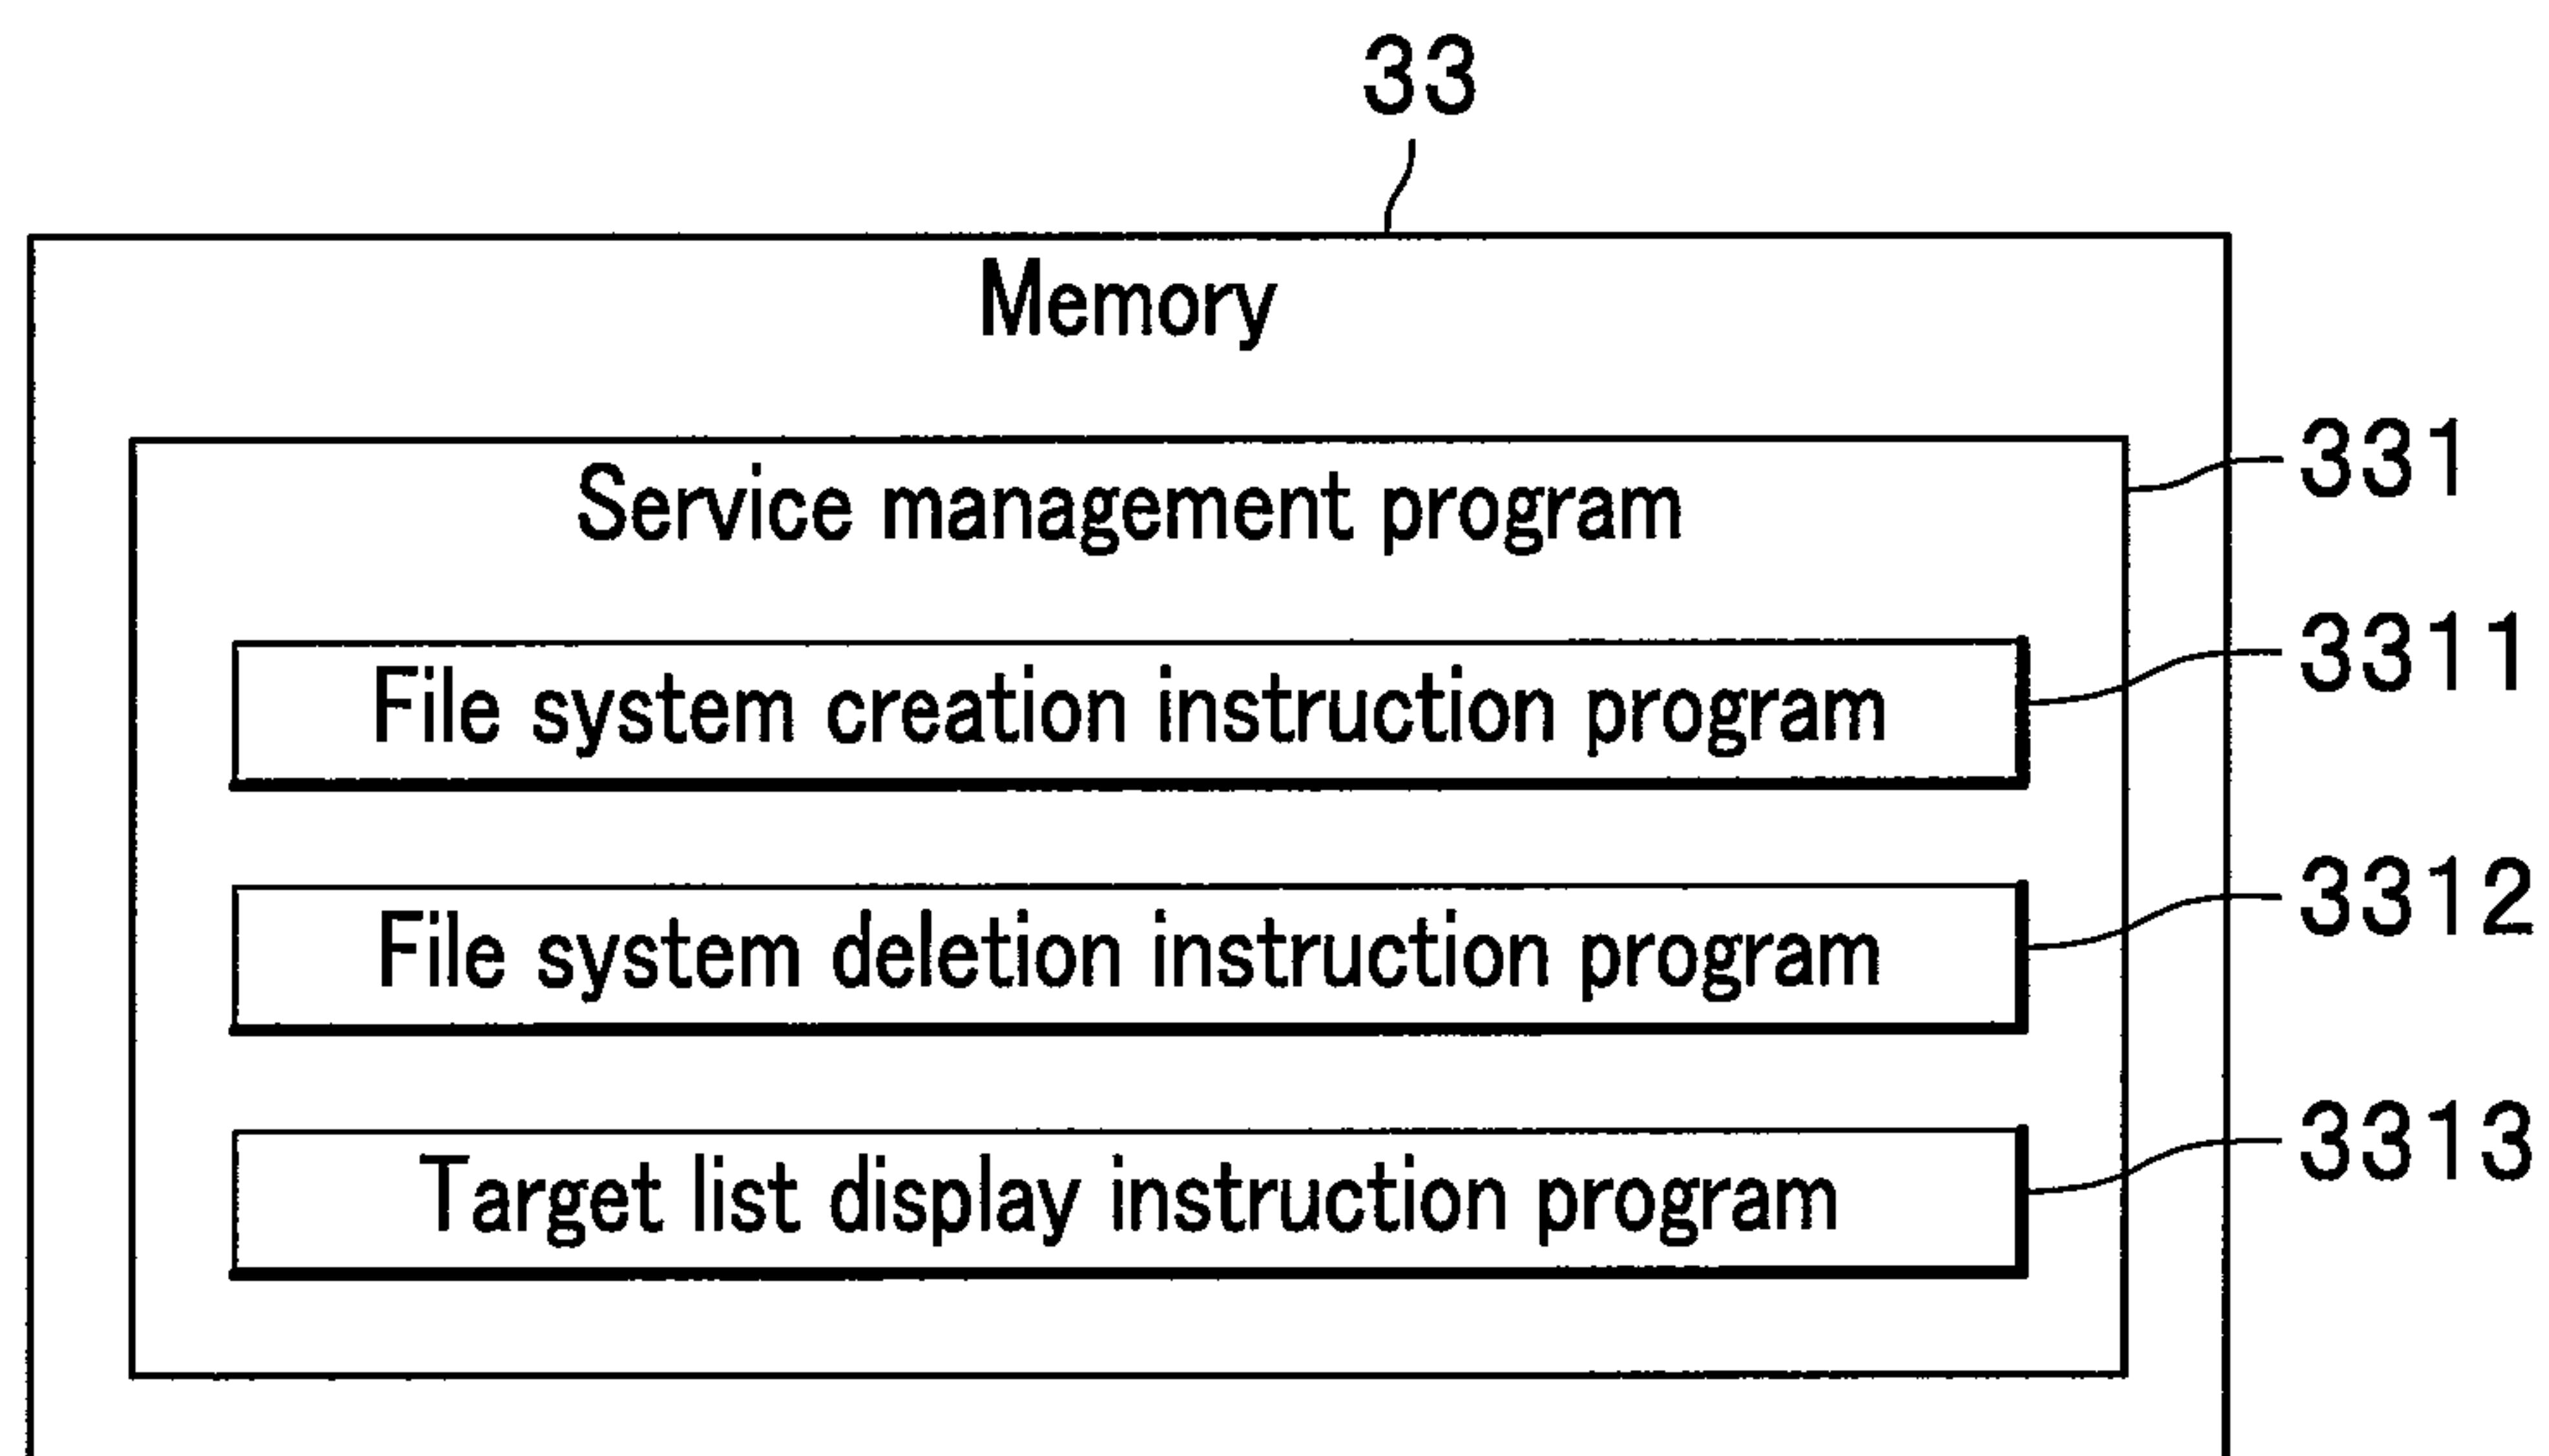 33
Memory
331
Service management program
3311
File system creation instruction program
3312
File system deletion instruction program
3313
Target list display instruction program